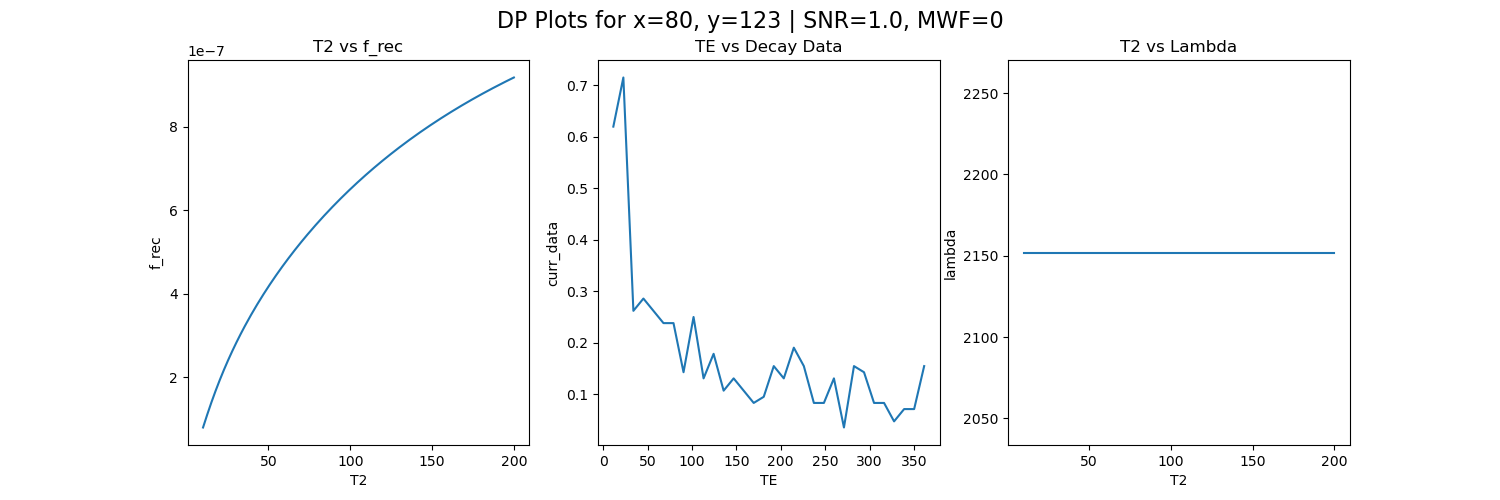 DP Plots for x=80, y=123 | SNR=1.0, MWF=0
T2 vs f_rec
1e−7
8
6
4
2
f_rec
50 100 150 200
T2
TE vs Decay Data
0.7
0.6
0.5
0.4
0.3
0.2
0.1
curr_data
0 50 100 150 200 250 300 350
TE
T2 vs Lambda
2250
2200
2150
2100
2050
lambda
50 100 150 200
T2